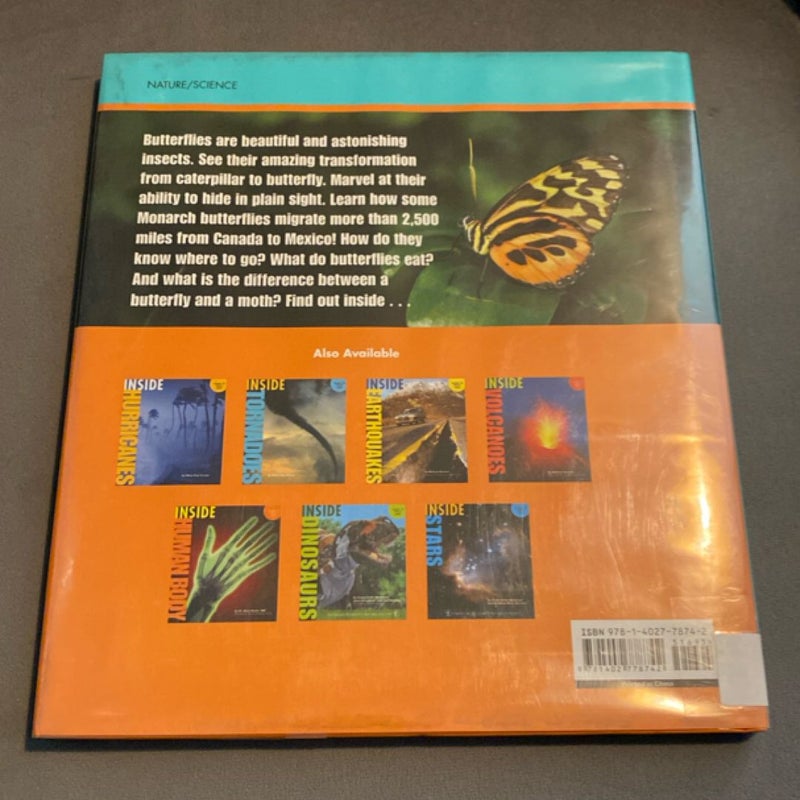 NATURE/SCIENCE
Butterflies are beautiful and astonishing
insects. See their amazing transformation
from caterpillar to butterfly. Marvel at their
ability to hide in plain sight. Learn how some
Monarch butterflies migrate more than 2,500
miles from Canada to Mexico! How do they
know where to go? What do butterflies eat?
And what is the difference between a
butterfly and a moth? Find out inside . . .
Also Available
INSIDE HURRICANES
INSIDE TORNADOES
INSIDE EARTHQUAKES
INSIDE VOLCANOES
INSIDE HUMAN BODY
INSIDE DINOSAURS
INSIDE STARS
ISBN 978-1-4027-7874-2
51695
9 781402 778742